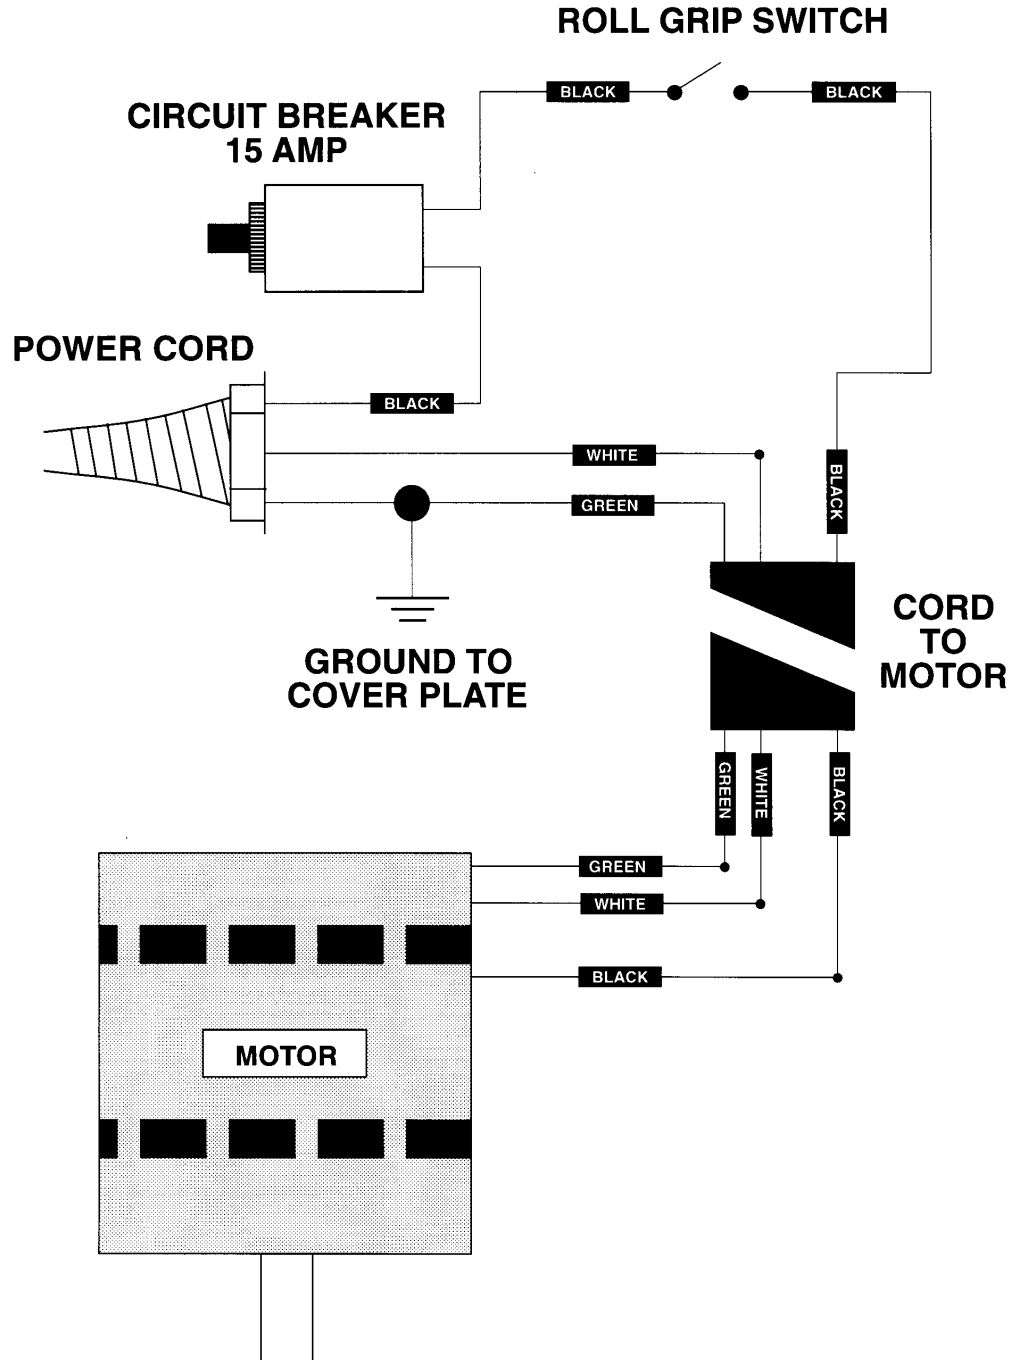 ROLL GRIP SWITCH
BLACK
BLACK
CIRCUIT BREAKER
15 AMP
POWER CORD
BLACK
WHITE
BLACK
GREEN
GROUND TO
COVER PLATE
CORD
TO
MOTOR
GREEN
WHITE
BLACK
GREEN
WHITE
BLACK
MOTOR